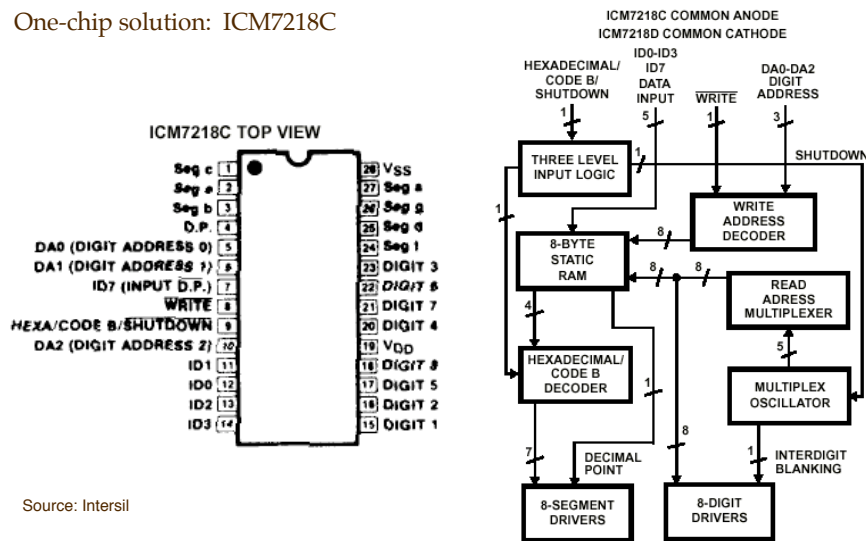 One-chip solution: ICM7218C
ICM7218C TOP VIEW
Seg c 1
Seg e 2
Seg b 3
D.P. 4
DA0 (DIGIT ADDRESS 0) 5
DA1 (DIGIT ADDRESS 1) 6
ID7 (INPUT D.P.) 7
WRITE 8
HEXA/CODE B/SHUTDOWN 9
DA2 (DIGIT ADDRESS 2) 10
ID1 11
ID0 12
ID2 13
ID3 14
28 VSS
27 Seg a
26 Seg g
25 Seg d
24 Seg f
23 DIGIT 3
22 DIGIT 6
21 DIGIT 7
20 DIGIT 4
19 VDD
18 DIGIT 8
17 DIGIT 5
16 DIGIT 2
15 DIGIT 1
Source: Intersil
ICM7218C COMMON ANODE
ICM7218D COMMON CATHODE
HEXADECIMAL/
CODE B/
SHUTDOWN
1
ID0-ID3
ID7
DATA
INPUT
5
WRITE
1
DA0-DA2
DIGIT
ADDRESS
3
THREE LEVEL
INPUT LOGIC
1
SHUTDOWN
1
WRITE
ADDRESS
DECODER
8
8-BYTE
STATIC
RAM
8
8
READ
ADRESS
MULTIPLEXER
4
5
HEXADECIMAL/
CODE B
DECODER
1
MULTIPLEX
OSCILLATOR
7
DECIMAL
POINT
8
1
INTERDIGIT
BLANKING
8-SEGMENT
DRIVERS
8-DIGIT
DRIVERS